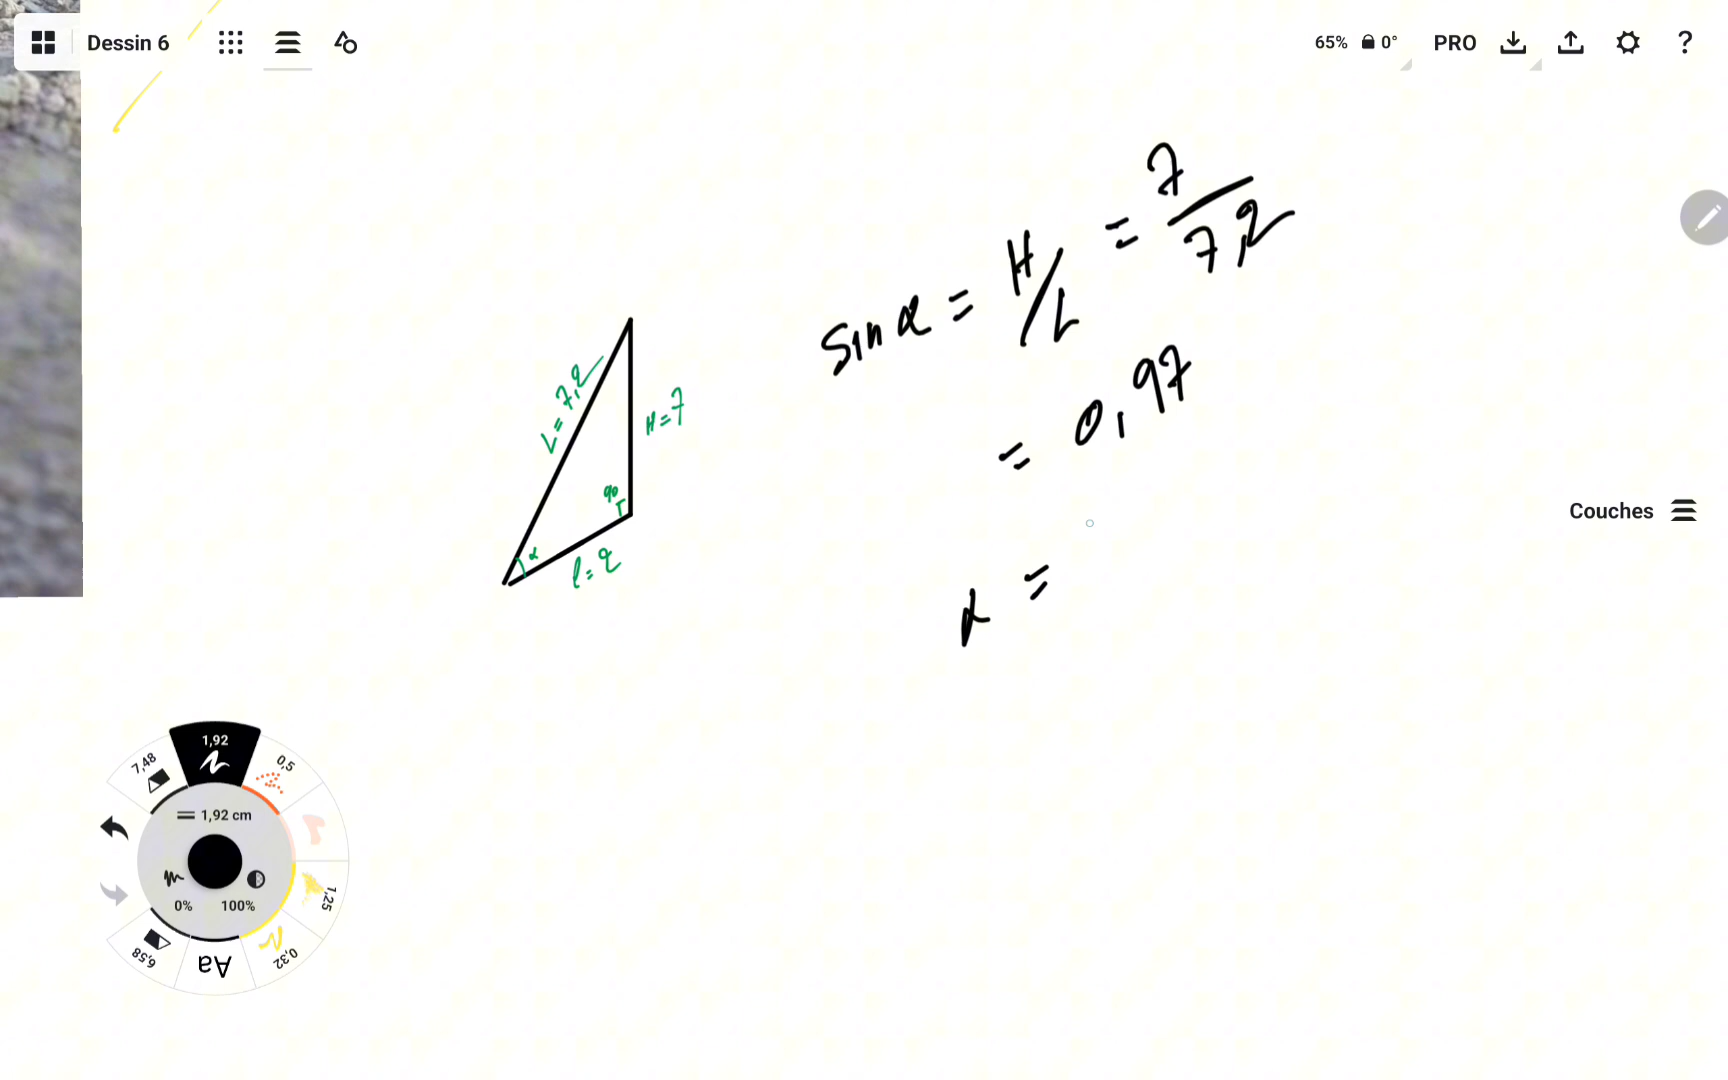 Dessin 6
65% 0° PRO ?
sin α = H/L = 7/7,2
= 0,97
α =
L = 7,2
H = 7
90
α
l = 2
Couches
1,92
7,48
0,5
1,92 cm
1,25
0% 100%
6,58
Aa
0,32